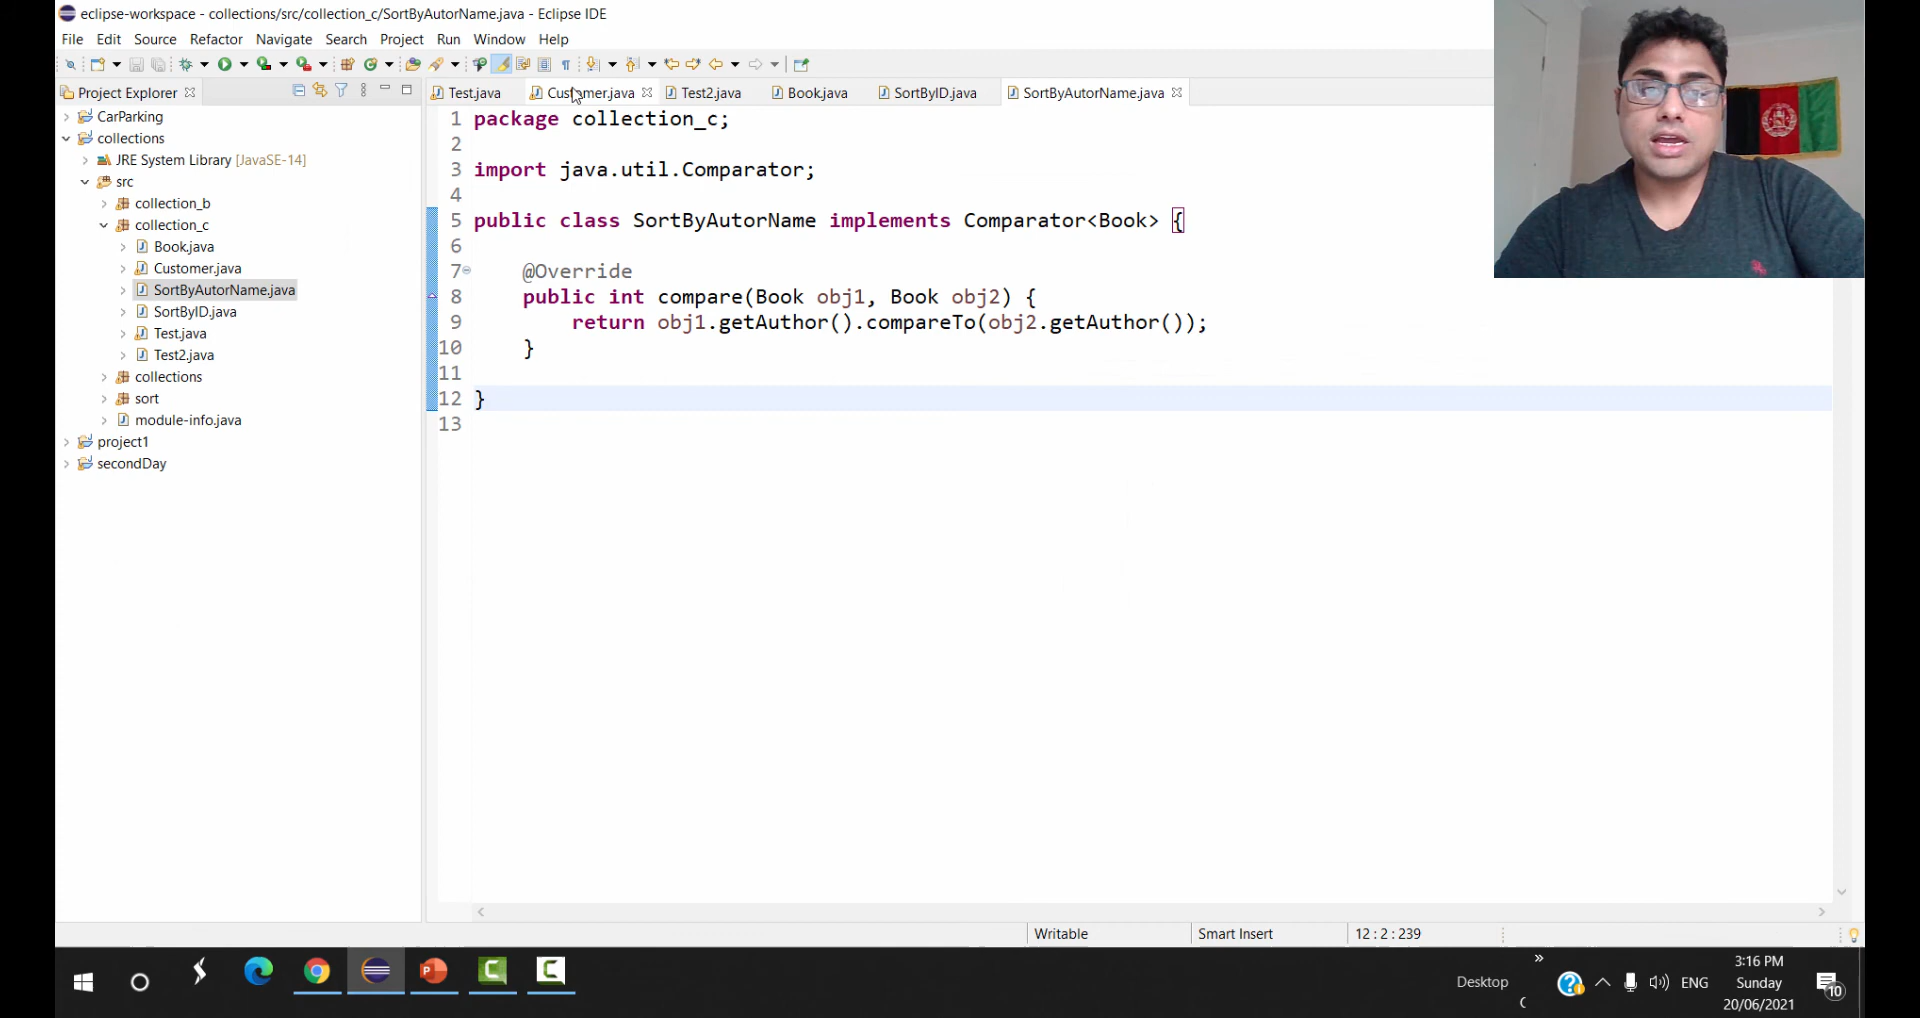 eclipse-workspace - collections/src/collection_c/SortByAutorName.java - Eclipse IDE
File Edit Source Refactor Navigate Search Project Run Window Help
Project Explorer
Test.java Customer.java Test2.java Book.java SortByID.java SortByAutorName.java
CarParking
collections
JRE System Library [JavaSE-14]
src
collection_b
collection_c
Book.java
Customer.java
SortByAutorName.java
SortByID.java
Test.java
Test2.java
collections
sort
module-info.java
project1
secondDay
1 package collection_c;
2
3 import java.util.Comparator;
4
5 public class SortByAutorName implements Comparator<Book> {
6
7 @Override
8 public int compare(Book obj1, Book obj2) {
9 return obj1.getAuthor().compareTo(obj2.getAuthor());
10 }
11
12 }
13
Writable Smart Insert 12 : 2 : 239
Desktop » ENG
3:16 PM
Sunday
20/06/2021
10